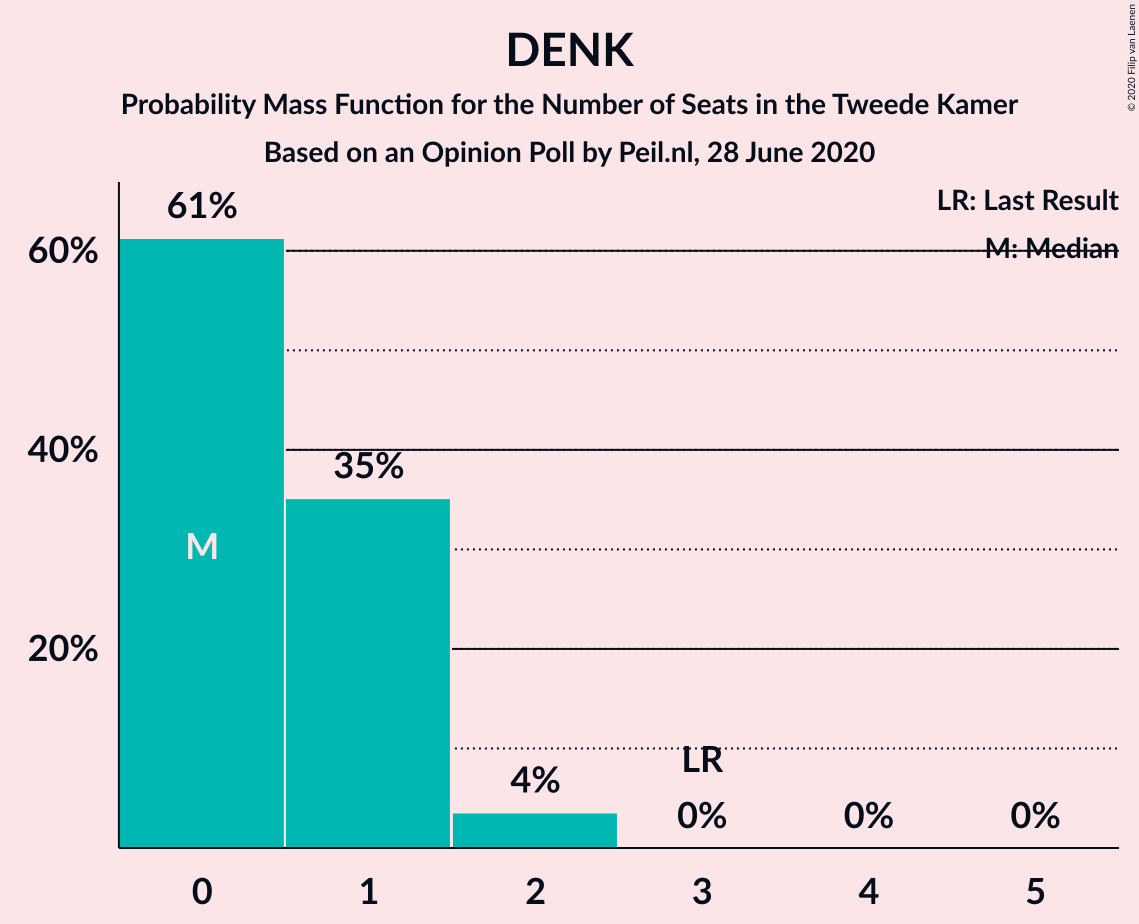 DENK
Probability Mass Function for the Number of Seats in the Tweede Kamer
Based on an Opinion Poll by Peil.nl, 28 June 2020
© 2020 Filip van Laenen
LR: Last Result
M: Median
61%
60%
40%
35%
M
20%
LR
4%
0%
0%
0%
0
1
2
3
4
5